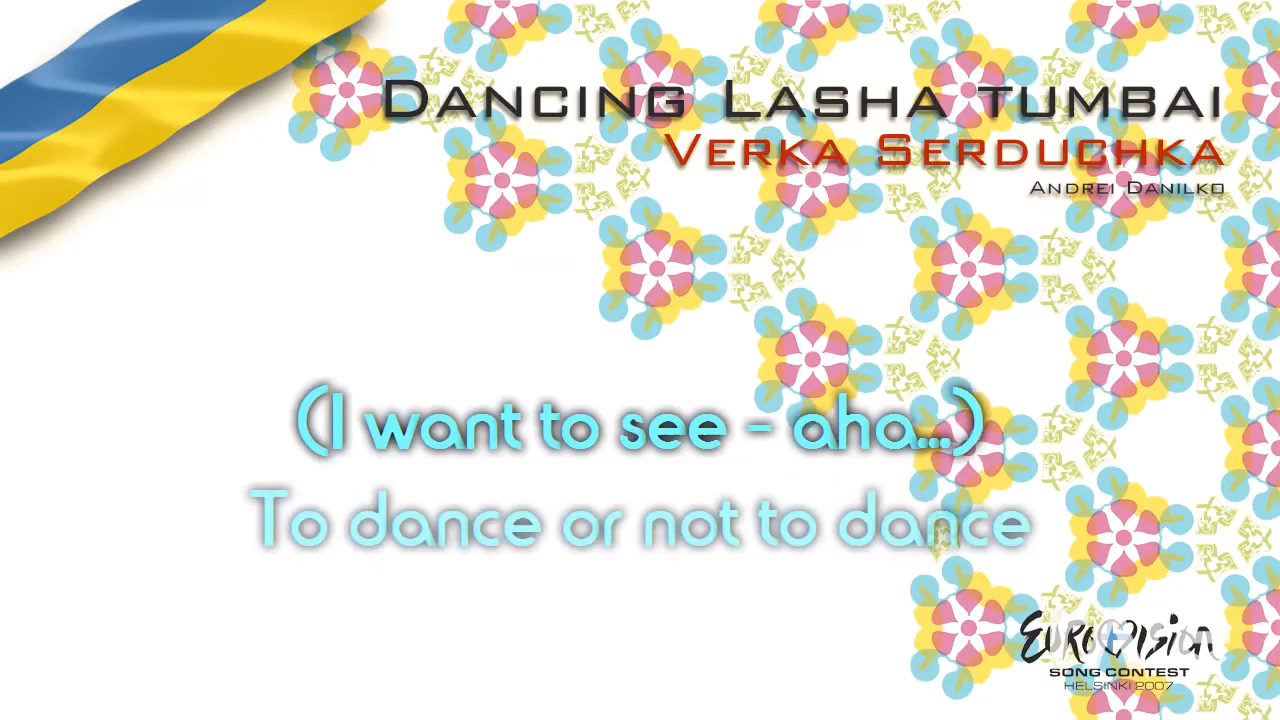 Dancing Lasha tumbai
Verka Serduchka
Andrei Danilko
(I want to see - aha...)
To dance or not to dance
Eurovision
SONG CONTEST
HELSINKI 2007